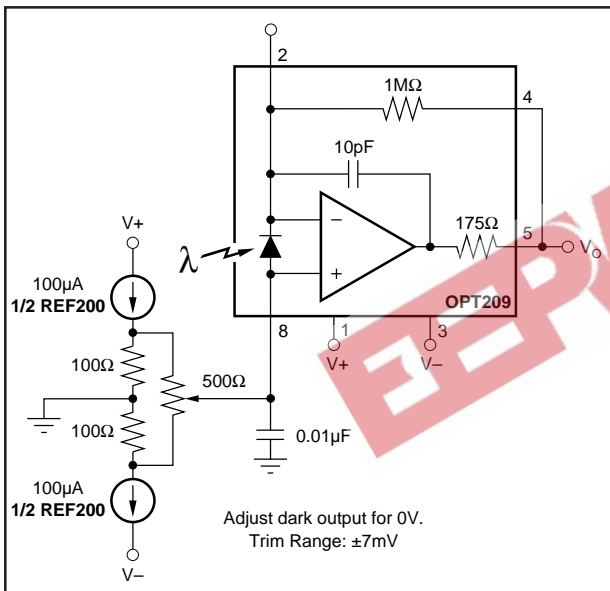 2
1MΩ
4
10pF
V+
λ
–
+
175Ω
5
VO
100µA
1/2 REF200
OPT209
8
1
3
V+
V–
100Ω
500Ω
100Ω
0.01µF
100µA
1/2 REF200
V–
Adjust dark output for 0V.
Trim Range: ±7mV